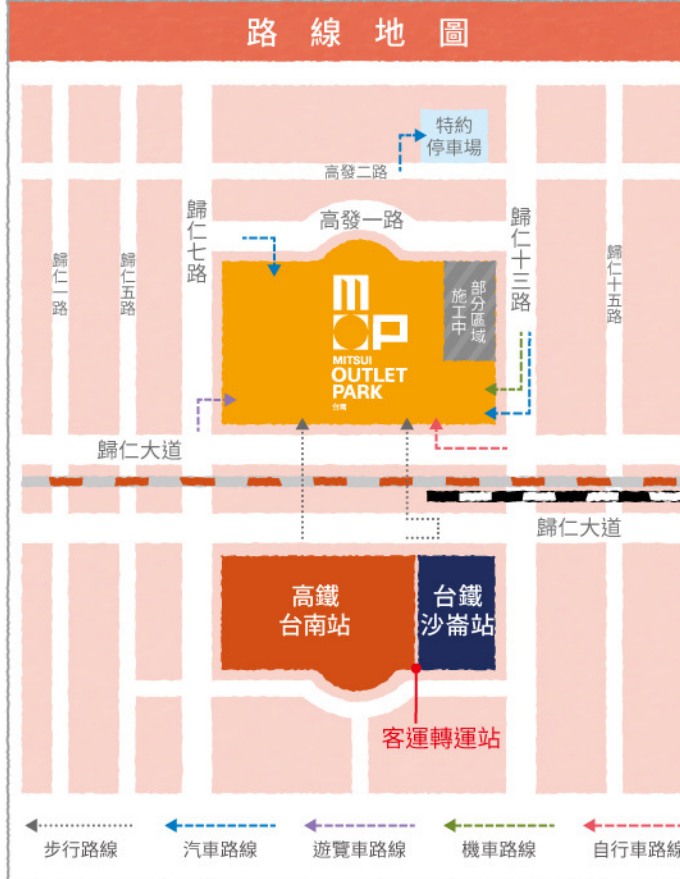 路線地圖
特約
停車場
高發二路
高發一路
歸仁七路
歸仁十三路
歸仁一路
歸仁五路
歸仁十五路
部分區域
施工中
mop
MITSUI
OUTLET
PARK
台南
歸仁大道
歸仁大道
高鐵
台南站
台鐵
沙崙站
客運轉運站
步行路線
汽車路線
遊覽車路線
機車路線
自行車路線